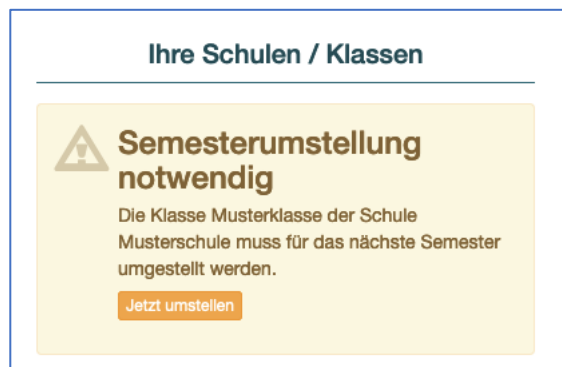 Ihre Schulen / Klassen
Semesterumstellung
notwendig
Die Klasse Musterklasse der Schule
Musterschule muss für das nächste Semester
umgestellt werden.
Jetzt umstellen